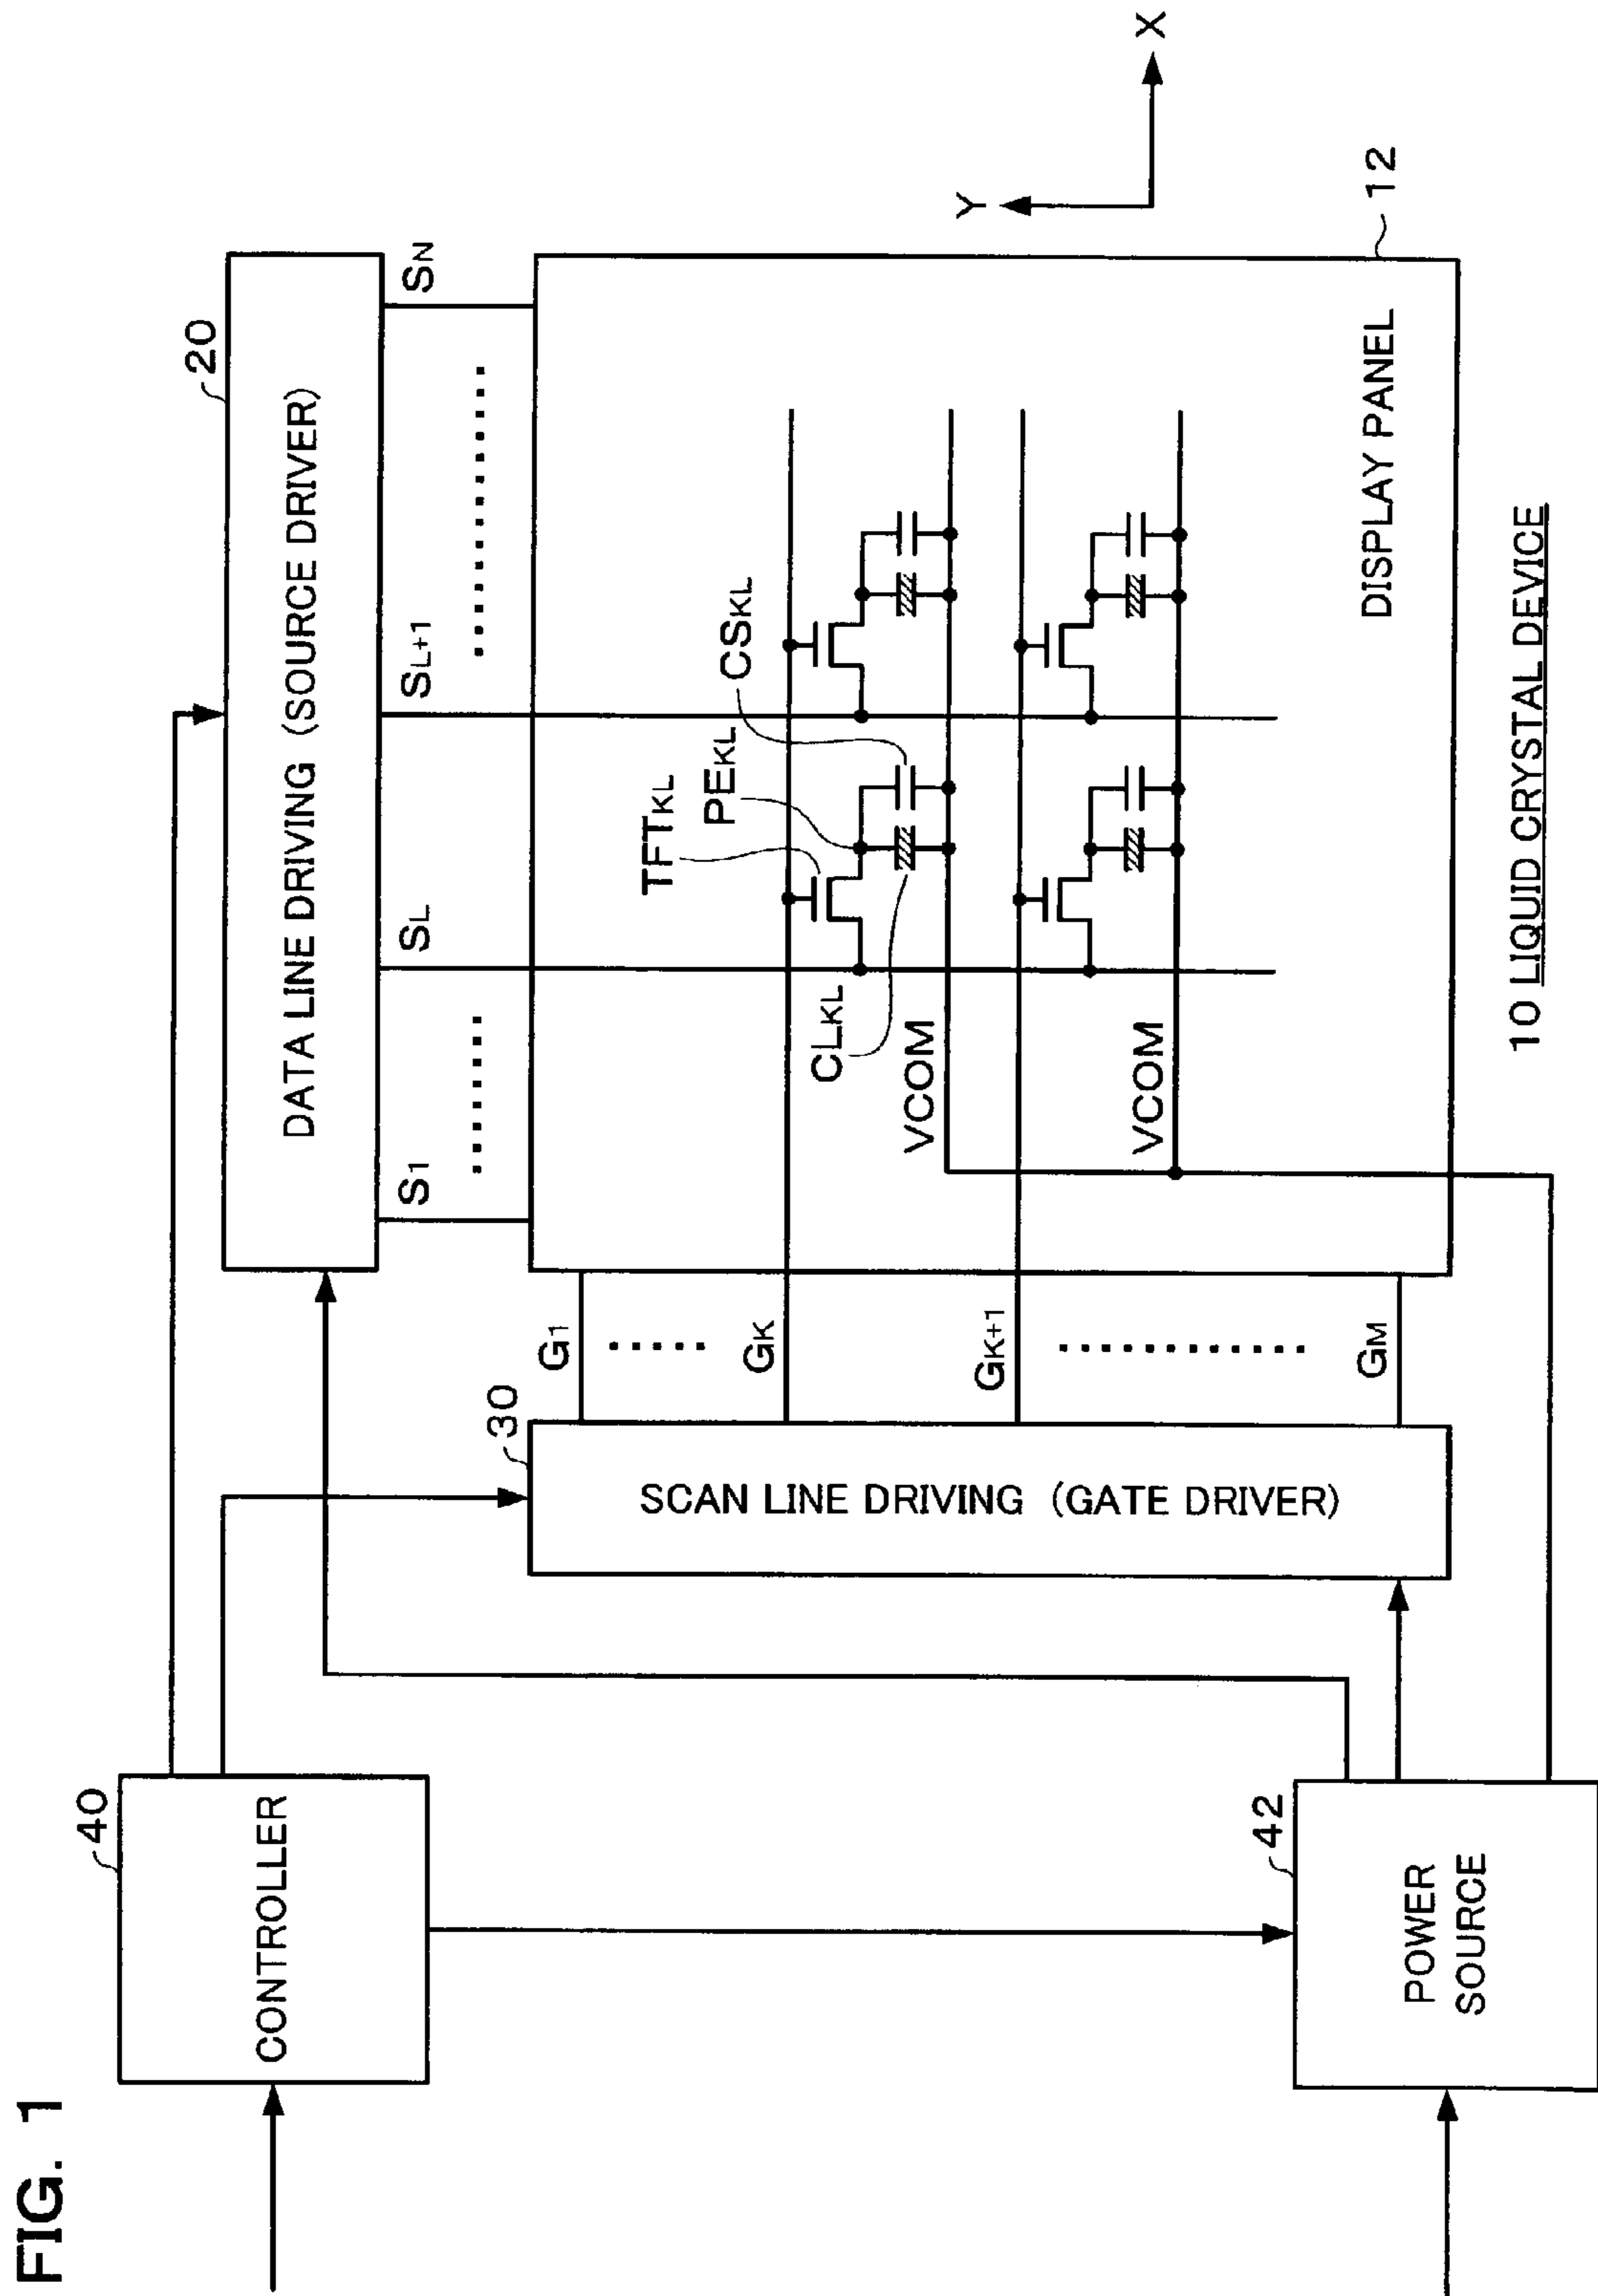 FIG. 1
40
CONTROLLER
20
DATA LINE DRIVING (SOURCE DRIVER)
S1
SL
SL+1
SN
30
SCAN LINE DRIVING (GATE DRIVER)
G1
GK
GK+1
GM
TFTKL
PEKL
CSKL
CLKL
VCOM
VCOM
DISPLAY PANEL
12
Y
X
42
POWER
SOURCE
10 LIQUID CRYSTAL DEVICE